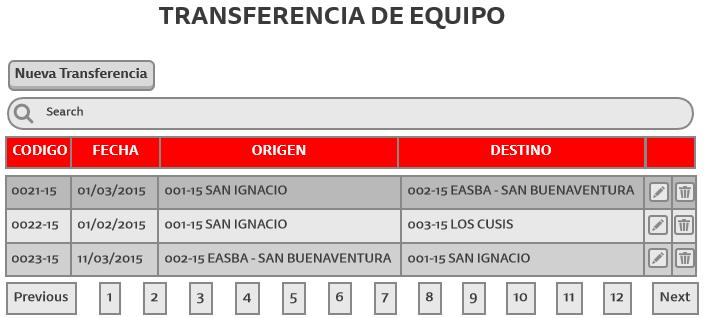 TRANSFERENCIA DE EQUIPO
Nueva Transferencia
Search
CODIGO FECHA ORIGEN DESTINO
0021-15 01/03/2015 001-15 SAN IGNACIO 002-15 EASBA - SAN BUENAVENTURA
0022-15 01/02/2015 001-15 SAN IGNACIO 003-15 LOS CUSIS
0023-15 11/03/2015 002-15 EASBA - SAN BUENAVENTURA 001-15 SAN IGNACIO
Previous 1 2 3 4 5 6 7 8 9 10 11 12 Next